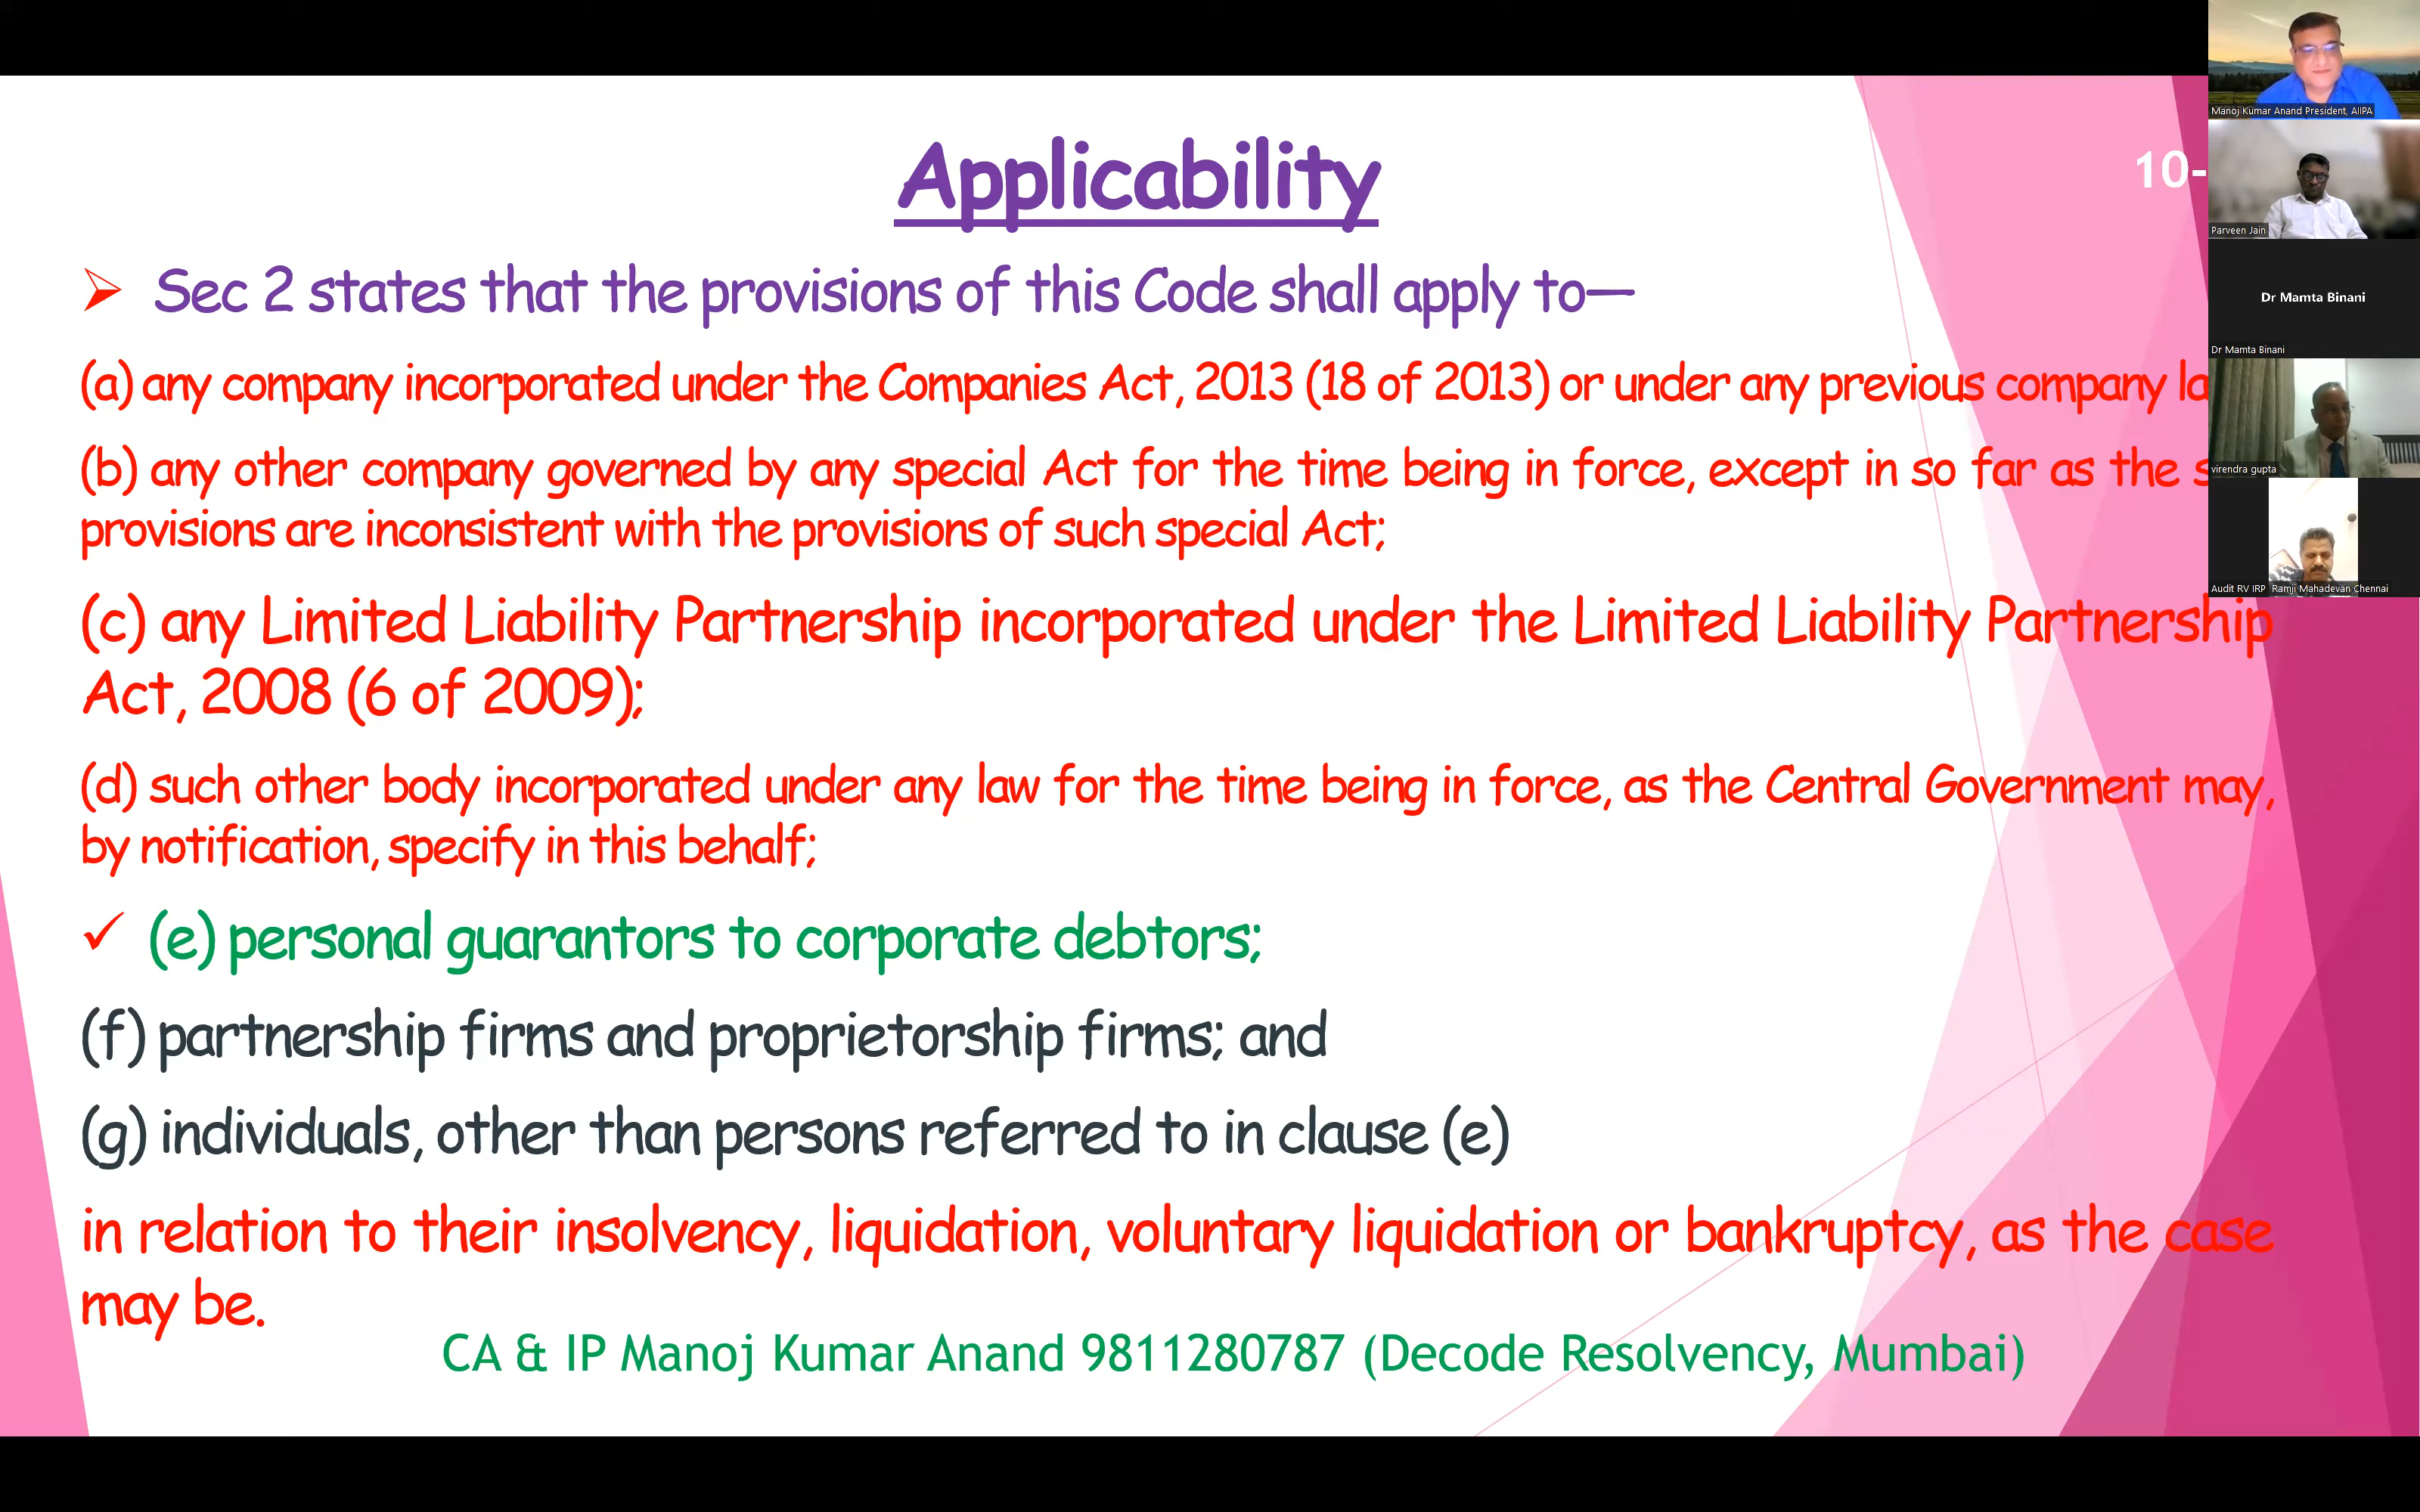 Applicability
10-
Sec 2 states that the provisions of this Code shall apply to—
(a) any company incorporated under the Companies Act, 2013 (18 of 2013) or under any previous company
(b) any other company governed by any special Act for the time being in force, except in so far as the
provisions are inconsistent with the provisions of such special Act;
(c) any Limited Liability Partnership incorporated under the Limited Liability Partnership
Act, 2008 (6 of 2009);
(d) such other body incorporated under any law for the time being in force, as the Central Government may,
by notification, specify in this behalf;
✓ (e) personal guarantors to corporate debtors;
(f) partnership firms and proprietorship firms; and
(g) individuals, other than persons referred to in clause (e)
in relation to their insolvency, liquidation, voluntary liquidation or bankruptcy, as the case
may be.
CA & IP Manoj Kumar Anand 9811280787 (Decode Resolvency, Mumbai)
Manoj Kumar Anand President, AIIPA
Parveen Jain
Dr Mamta Binani
Dr Mamta Binani
virendra gupta
Audit RV IRP Ramji Mahadevan Chennai